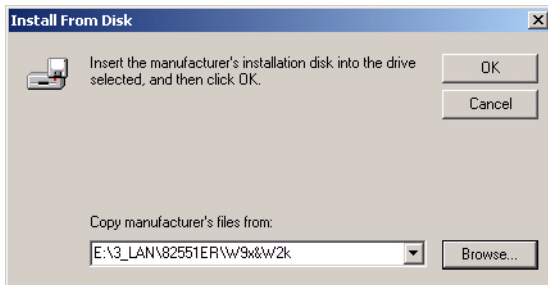 Install From Disk
Insert the manufacturer's installation disk into the drive
selected, and then click OK.
OK
Cancel
Copy manufacturer's files from:
E:\3_LAN\82551ER\W9x&W2k
Browse...